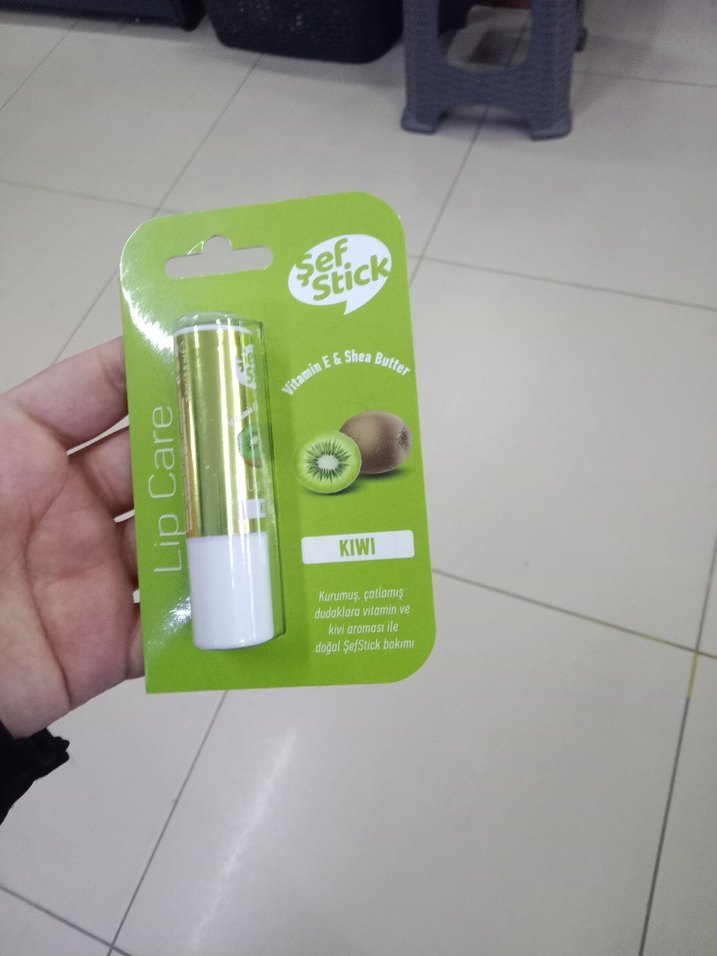 Şef
Stick
Vitamin E & Shea Butter
Lip Care
KIWI
Kurumuş, çatlamış
dudaklara vitamin ve
kivi aroması ile
doğal ŞefStick bakımı